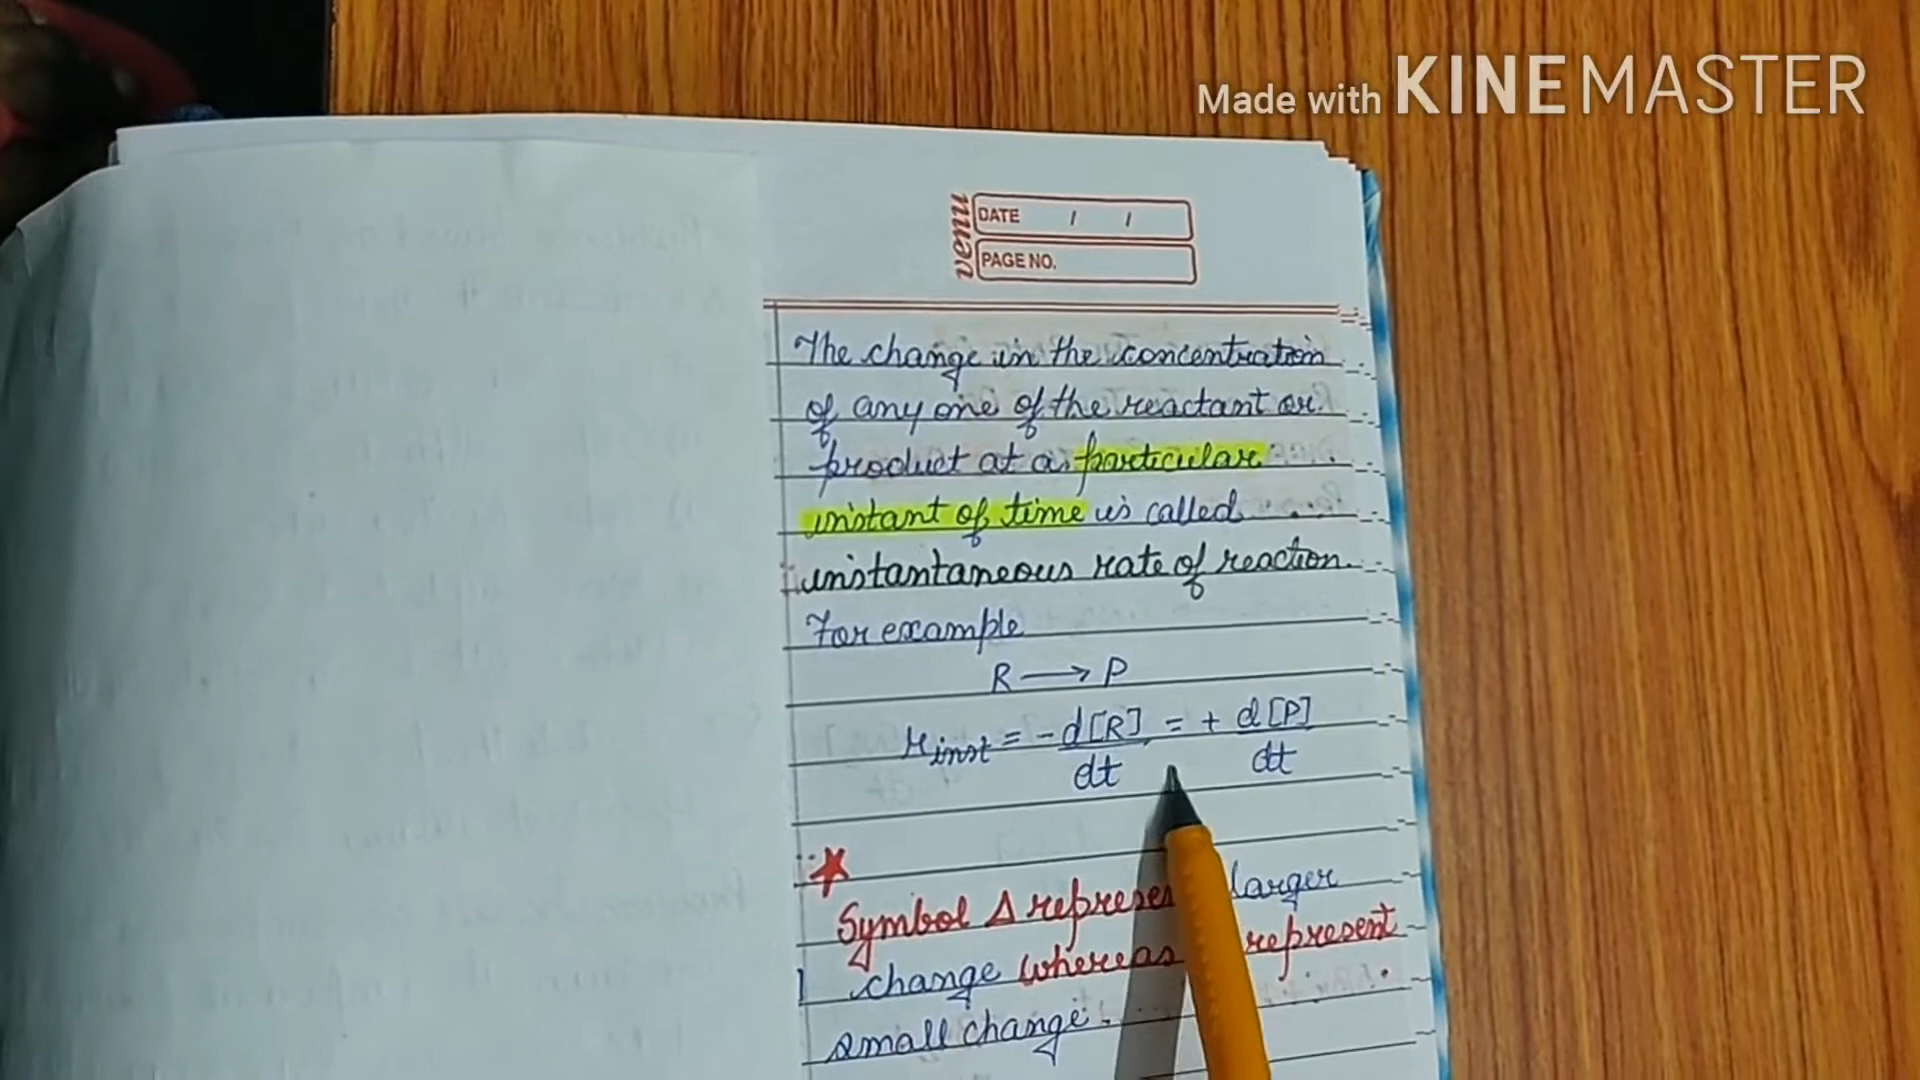 Made with KINEMASTER
venu
DATE / /
PAGE NO.
The change in the concentration
of any one of the reactant or
product at a particular
instant of time is called
instantaneous rate of reaction.
For example
R ⟶ P
r_inst = - d[R]/dt = + d[P]/dt
★
Symbol Δ represe larger
change whereas represent
small change.